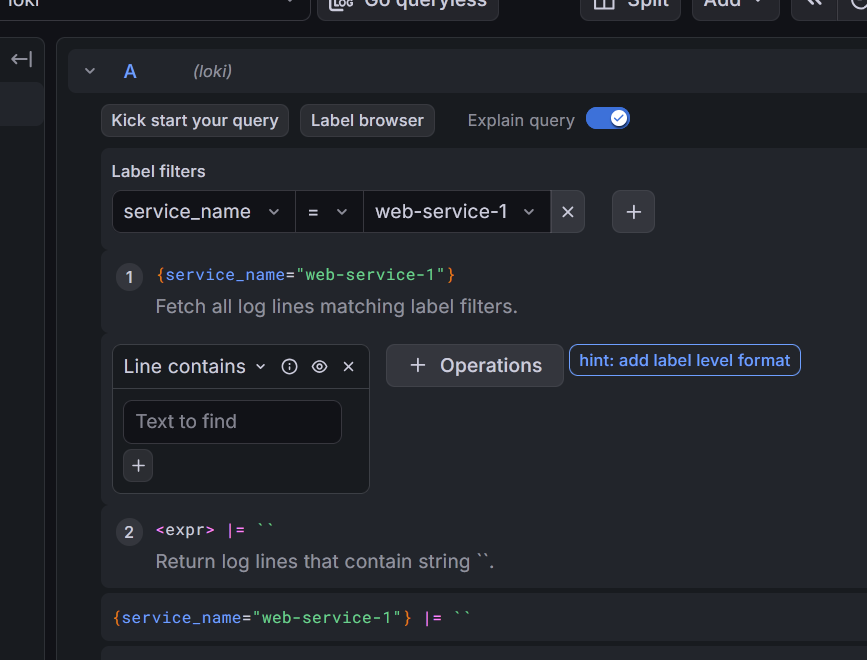 loki Go queryless Split Add
A (loki)
Kick start your query Label browser Explain query
Label filters
service_name = web-service-1
1 {service_name="web-service-1"}
Fetch all log lines matching label filters.
Line contains + Operations hint: add label level format
Text to find
+
2 <expr> |= ``
Return log lines that contain string ``.
{service_name="web-service-1"} |= ``